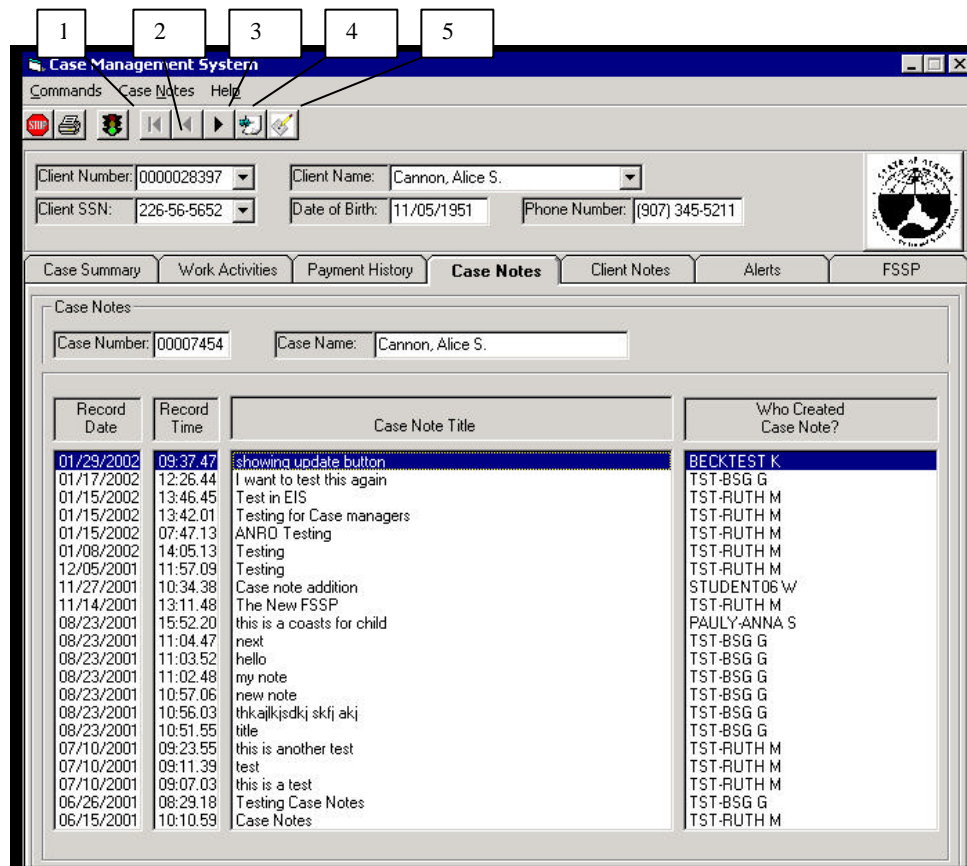 1 2 3 4 5
Case Management System
Commands Case Notes Help
STOP
Client Number: 0000028397 Client Name: Cannon, Alice S.
Client SSN: 226-56-5652 Date of Birth: 11/05/1951 Phone Number: (907) 345-5211
STATE OF ALASKA
Case Summary Work Activities Payment History Case Notes Client Notes Alerts FSSP
Case Notes
Case Number: 00007454 Case Name: Cannon, Alice S.
Record Date Record Time Case Note Title Who Created Case Note?
01/29/2002 09:37.47 showing update button BECKTEST K
01/17/2002 12:26.44 I want to test this again TST-BSG G
01/15/2002 13:46.45 Test in EIS TST-RUTH M
01/15/2002 13:42.01 Testing for Case managers TST-RUTH M
01/15/2002 07:47.13 ANRO Testing TST-RUTH M
01/08/2002 14:05.13 Testing TST-RUTH M
12/05/2001 11:57.09 Testing TST-RUTH M
11/27/2001 10:34.38 Case note addition STUDENT06 W
11/14/2001 13:11.48 The New FSSP TST-RUTH M
08/23/2001 15:52.20 this is a coasts for child PAULY-ANNA S
08/23/2001 11:04.47 next TST-BSG G
08/23/2001 11:03.52 hello TST-BSG G
08/23/2001 11:02.48 my note TST-BSG G
08/23/2001 10:57.06 new note TST-BSG G
08/23/2001 10:56.03 thkajlkjsdkj skfj akj TST-BSG G
08/23/2001 10:51.55 title TST-BSG G
07/10/2001 09:23.55 this is another test TST-RUTH M
07/10/2001 09:11.39 test TST-RUTH M
07/10/2001 09:07.03 this is a test TST-RUTH M
06/26/2001 08:29.18 Testing Case Notes TST-BSG G
06/15/2001 10:10.59 Case Notes TST-RUTH M